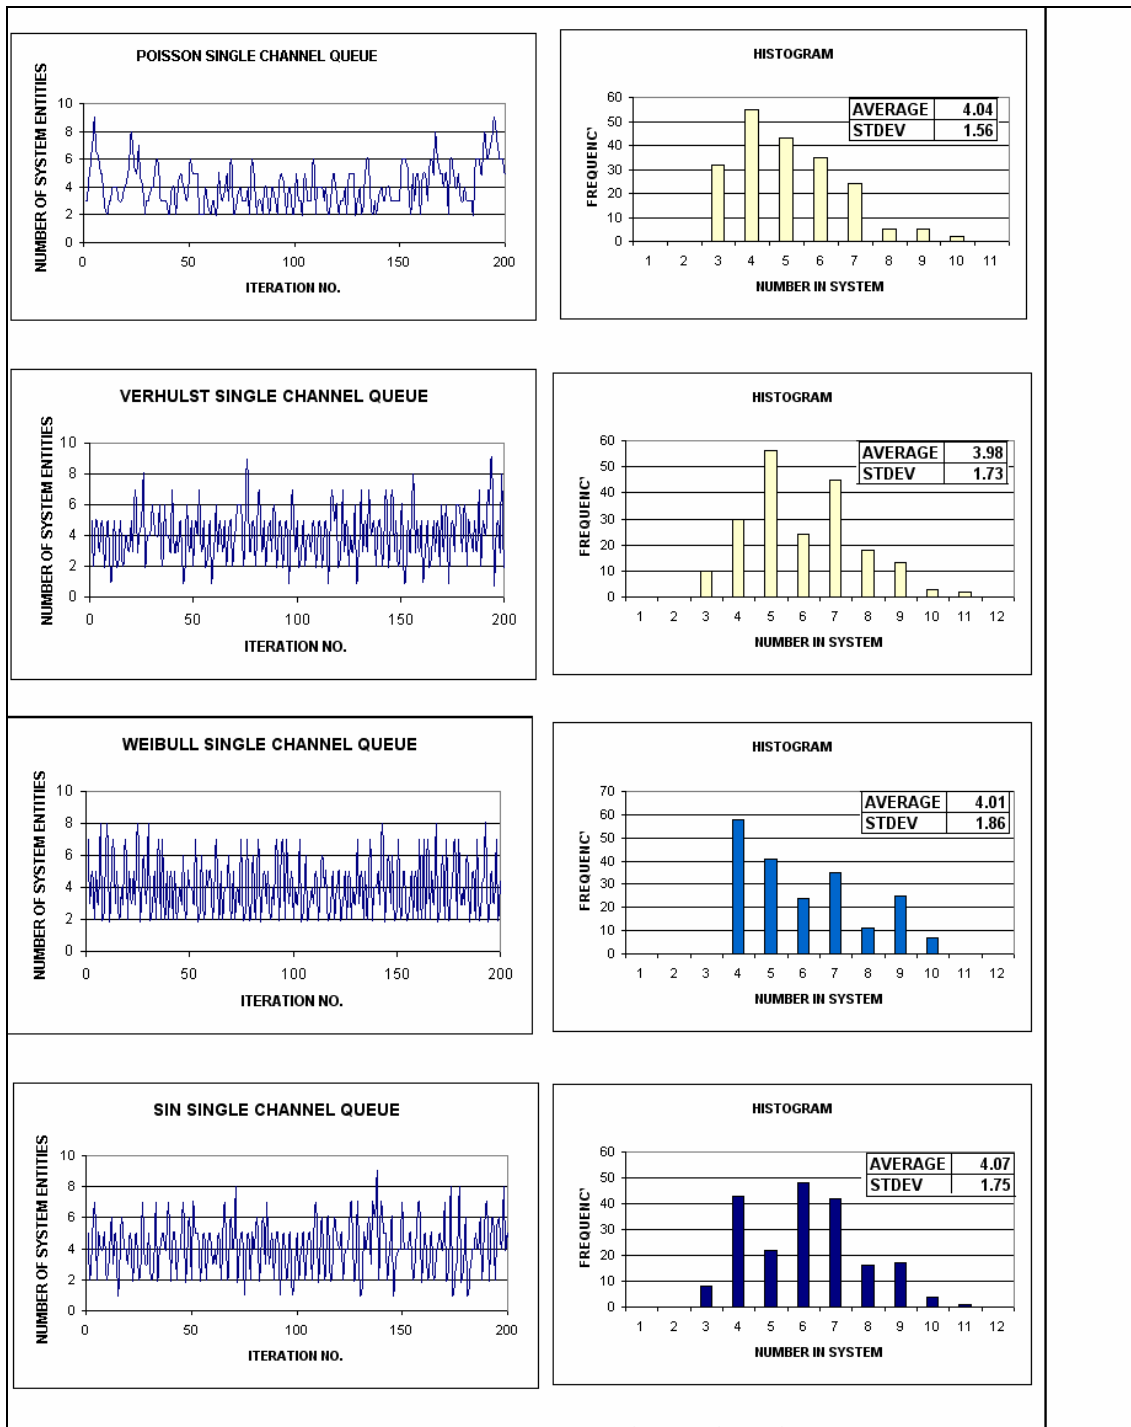 POISSON SINGLE CHANNEL QUEUE
NUMBER OF SYSTEM ENTITIES
10
8
6
4
2
0
0 50 100 150 200
ITERATION NO.
HISTOGRAM
AVERAGE 4.04
STDEV 1.56
FREQUENC'
60
50
40
30
20
10
0
1 2 3 4 5 6 7 8 9 10 11
NUMBER IN SYSTEM
VERHULST SINGLE CHANNEL QUEUE
NUMBER OF SYSTEM ENTITIES
10
8
6
4
2
0
0 50 100 150 200
ITERATION NO.
HISTOGRAM
AVERAGE 3.98
STDEV 1.73
FREQUENC'
60
50
40
30
20
10
0
1 2 3 4 5 6 7 8 9 10 11 12
NUMBER IN SYSTEM
WEIBULL SINGLE CHANNEL QUEUE
NUMBER OF SYSTEM ENTITIES
10
8
6
4
2
0
0 50 100 150 200
ITERATION NO.
HISTOGRAM
AVERAGE 4.01
STDEV 1.86
FREQUENC'
70
60
50
40
30
20
10
0
1 2 3 4 5 6 7 8 9 10 11 12
NUMBER IN SYSTEM
SIN SINGLE CHANNEL QUEUE
NUMBER OF SYSTEM ENTITIES
10
8
6
4
2
0
0 50 100 150 200
ITERATION NO.
HISTOGRAM
AVERAGE 4.07
STDEV 1.75
FREQUENC'
60
50
40
30
20
10
0
1 2 3 4 5 6 7 8 9 10 11 12
NUMBER IN SYSTEM